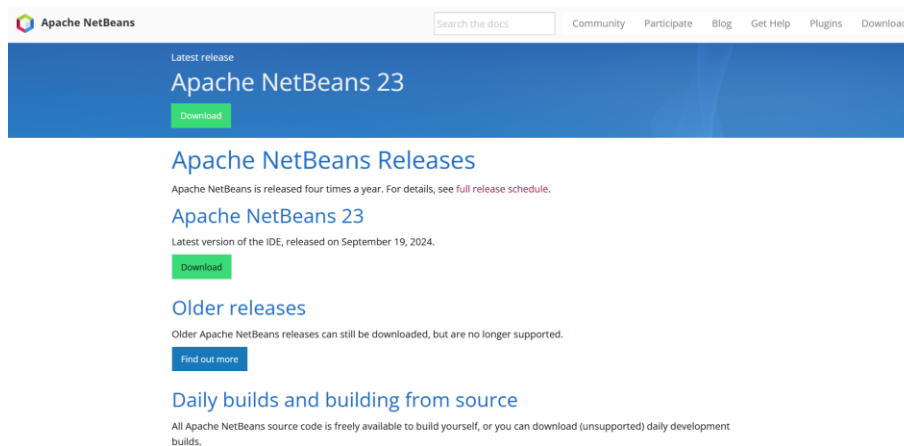 Apache NetBeans
Search the docs
Community Participate Blog Get Help Plugins Download
Latest release
Apache NetBeans 23
Download
Apache NetBeans Releases
Apache NetBeans is released four times a year. For details, see full release schedule.
Apache NetBeans 23
Latest version of the IDE, released on September 19, 2024.
Download
Older releases
Older Apache NetBeans releases can still be downloaded, but are no longer supported.
Find out more
Daily builds and building from source
All Apache NetBeans source code is freely available to build yourself, or you can download (unsupported) daily development
builds.